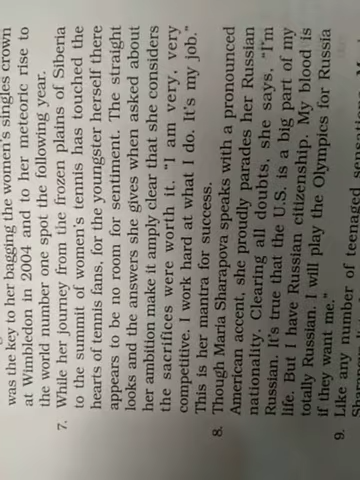 was the key to her bagging the women's singles crown
at Wimbledon in 2004 and to her meteoric rise to
the world number one spot the following year.
7. While her journey from the frozen plains of Siberia
to the summit of women's tennis has touched the
hearts of tennis fans, for the youngster herself there
appears to be no room for sentiment. The straight
looks and the answers she gives when asked about
her ambition make it amply clear that she considers
the sacrifices were worth it. "I am very, very
competitive. I work hard at what I do. It's my job."
This is her mantra for success.
8. Though Maria Sharapova speaks with a pronounced
American accent, she proudly parades her Russian
nationality. Clearing all doubts, she says, "I'm
Russian. It's true that the U.S. is a big part of my
life. But I have Russian citizenship. My blood is
totally Russian. I will play the Olympics for Russia
if they want me."
9. Like any number of teenaged